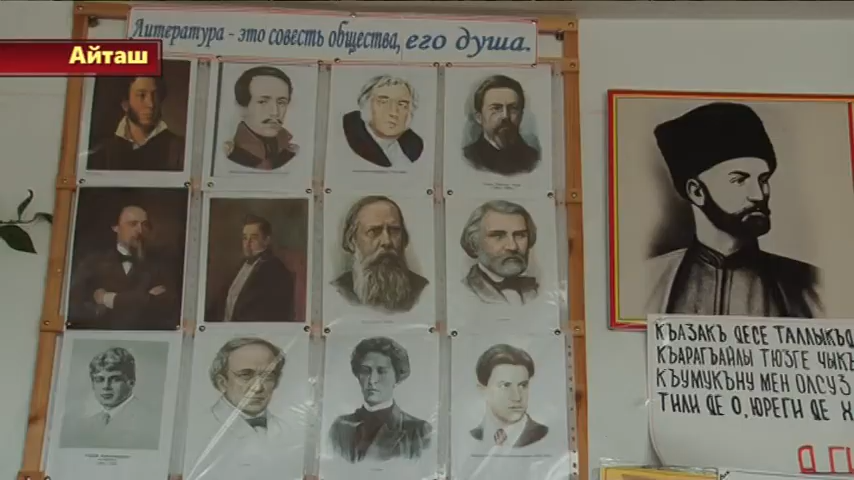 Айташ
Литература - это совесть общества, его душа.
КЪАЗАКЪ ДЕСЕ ТАЛЛЫКЪД
КЪАРАГЪАЙЛЫ ТЮЗГЕ ЧЫКЪ
КЪУМУКЪНУ МЕН ОЛСУЗ
ТИЛИ ДЕ О, ЮРЕГИ ДЕ Х